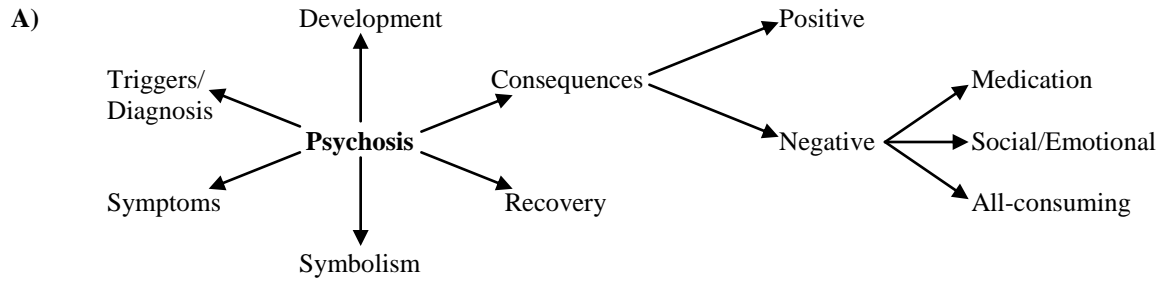 A)
Development
Positive
Triggers/
Diagnosis
Consequences
Medication
Psychosis
Negative
Social/Emotional
Symptoms
Recovery
All-consuming
Symbolism